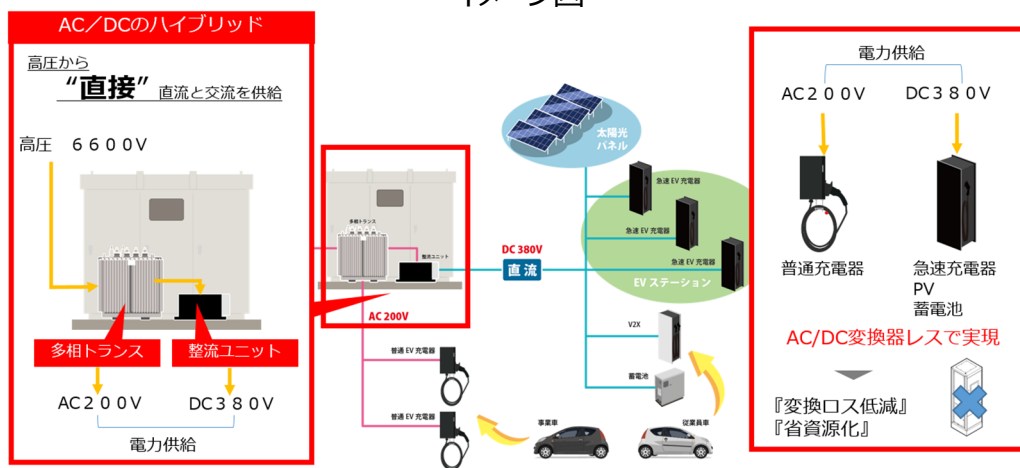 イメージ図
AC／DCのハイブリッド
高圧から
“直接” 直流と交流を供給
高圧 ６６００V
多相トランス
整流ユニット
AC２００V
DC３８０V
電力供給
多相トランス
整流ユニット
AC 200V
DC 380V
直流
太陽光
パネル
急速 EV 充電器
急速 EV 充電器
急速 EV 充電器
EV ステーション
V2X
蓄電池
普通 EV 充電器
普通 EV 充電器
事業車
従業員車
電力供給
AC２００V
DC３８０V
普通充電器
急速充電器
PV
蓄電池
AC/DC変換器レスで実現
『変換ロス低減』
『省資源化』